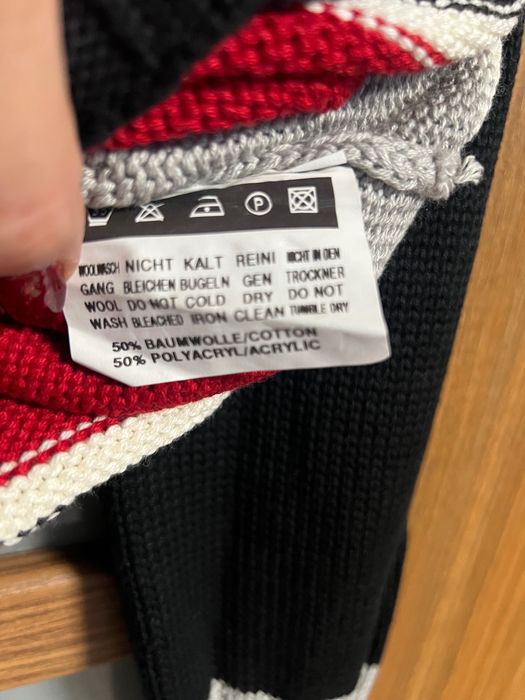 P
WOOLWASCH NICHT KALT REINI NICHT IN DEN
GANG BLEICHEN BUGELN GEN TROCKNER
WOOL DO NOT COLD DRY DO NOT
WASH BLEACHED IRON CLEAN TUMBLE DRY
50% BAUMWOLLE/COTTON
50% POLYACRYL/ACRYLIC